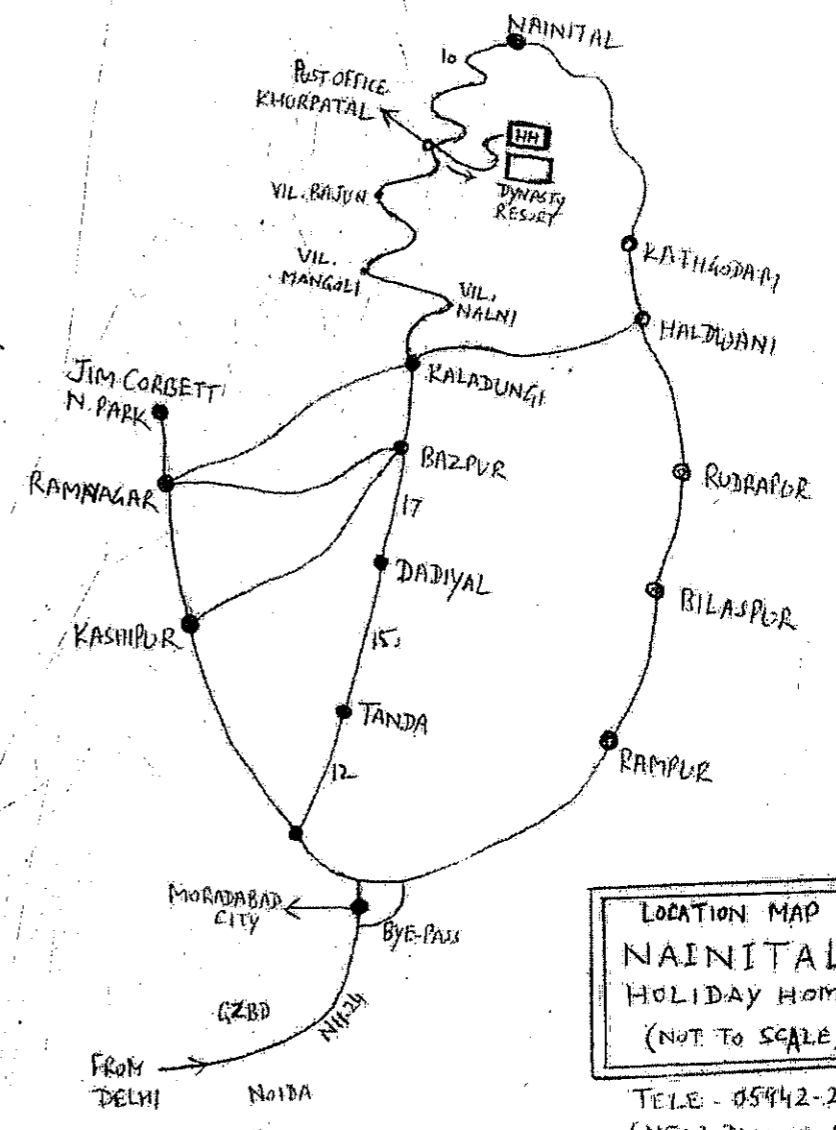 NAINITAL
10
POST OFFICE
KHURPATAL
HH
DYNASTY
RESORT
VIL. BAJUN
VIL.
MANGOLI
VIL.
NALNI
KATHGODAM
HALDWANI
KALADUNGI
JIM CORBETT
N. PARK
RAMNAGAR
BAZPUR
RUDRAPUR
17
DADIYAL
BILASPUR
KASHIPUR
15
TANDA
RAMPUR
12
MORADABAD
CITY
BYE-PASS
GZBD
NH-24
FROM
DELHI
NOIDA
LOCATION MAP
NAINITAL
HOLIDAY HOM
(NOT TO SCALE)
TELE - 05942-2